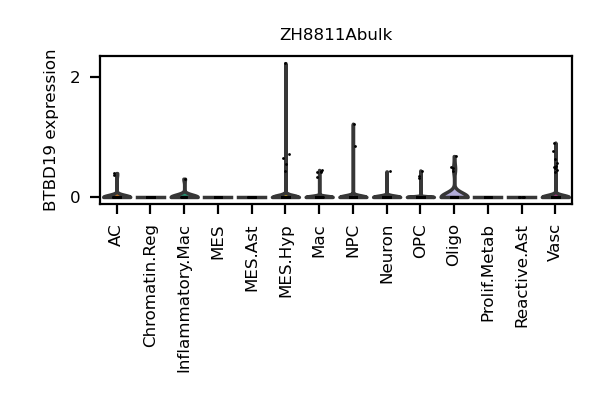 ZH8811Abulk
BTBD19 expression
2
0
AC
Chromatin.Reg
Inflammatory.Mac
MES
MES.Ast
MES.Hyp
Mac
NPC
Neuron
OPC
Oligo
Prolif.Metab
Reactive.Ast
Vasc